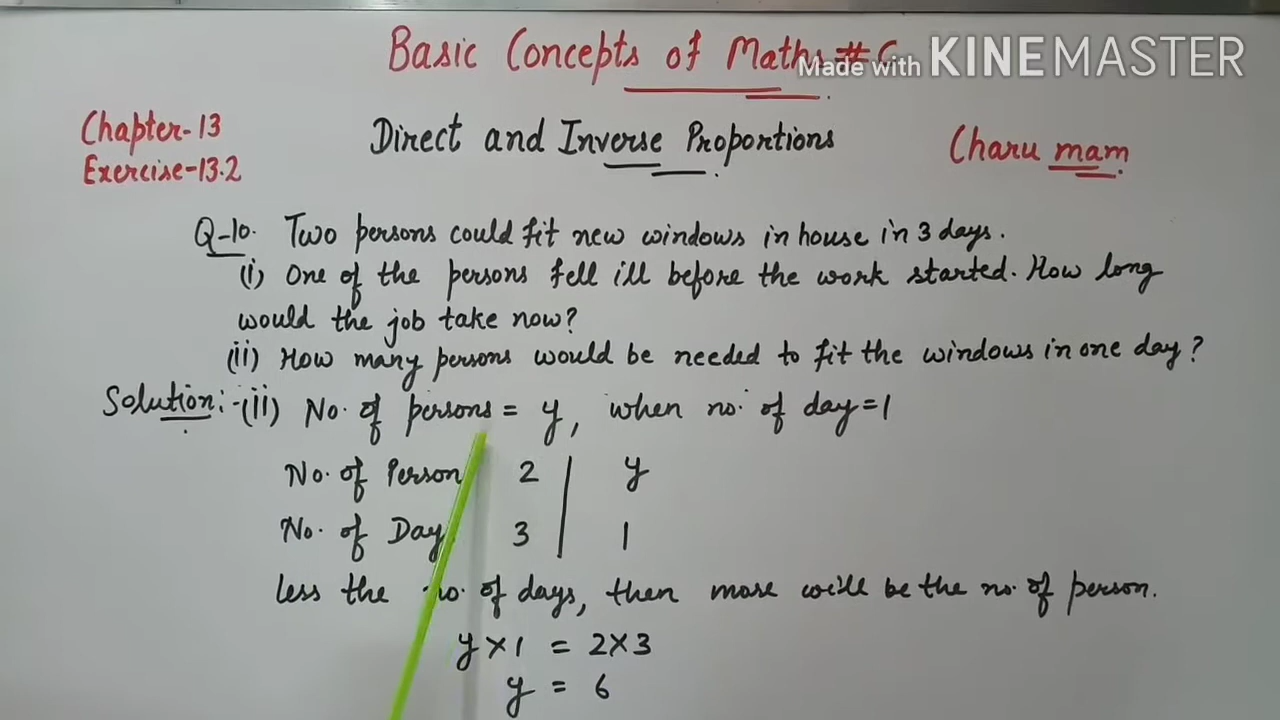 Basic Concepts of Maths #6
Made with KINEMASTER
Chapter-13
Exercise-13.2
Direct and Inverse Proportions
Charu mam
Q-10. Two persons could fit new windows in house in 3 days.
(i) One of the persons fell ill before the work started. How long
would the job take now?
(ii) How many persons would be needed to fit the windows in one day?
Solution:-(ii) No. of persons = y, when no. of day=1
No. of Person 2 | y
No. of Day 3 | 1
less the no. of days, then more will be the no. of person.
y×1 = 2×3
y = 6